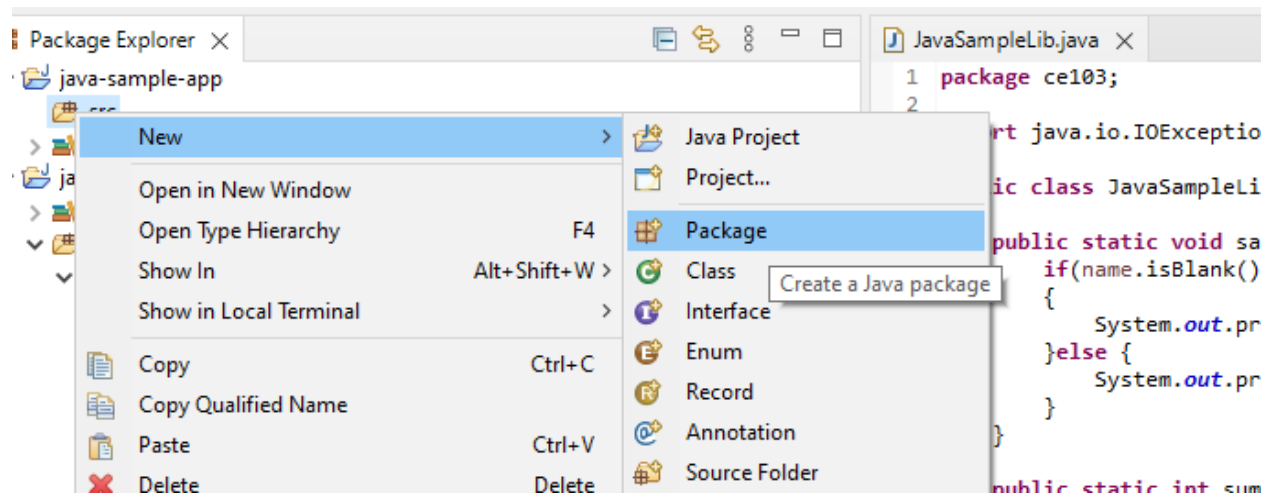 Package Explorer
java-sample-app
src
New
Open in New Window
Open Type Hierarchy F4
Show In Alt+Shift+W >
Show in Local Terminal >
Copy Ctrl+C
Copy Qualified Name
Paste Ctrl+V
Delete Delete
ja
Java Project
Project...
Package
Class
Create a Java package
Interface
Enum
Record
Annotation
Source Folder
JavaSampleLib.java
1 package ce103;
2
rt java.io.IOExceptio
ic class JavaSampleLi
public static void sa
if(name.isBlank()
{
System.out.pr
}else {
System.out.pr
}
}
public static int sum